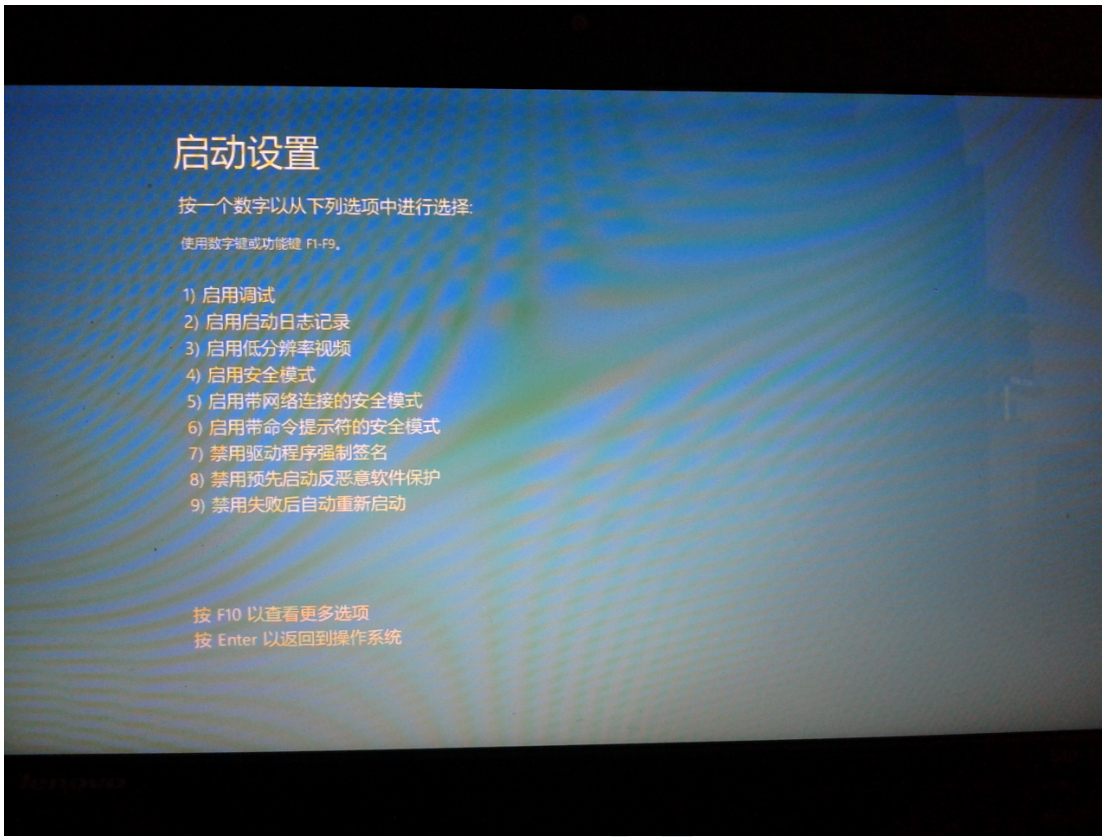 启动设置
按一个数字以从下列选项中进行选择:
使用数字键或功能键 F1-F9。
1) 启用调试
2) 启用启动日志记录
3) 启用低分辨率视频
4) 启用安全模式
5) 启用带网络连接的安全模式
6) 启用带命令提示符的安全模式
7) 禁用驱动程序强制签名
8) 禁用预先启动反恶意软件保护
9) 禁用失败后自动重新启动
按 F10 以查看更多选项
按 Enter 以返回到操作系统
lenovo